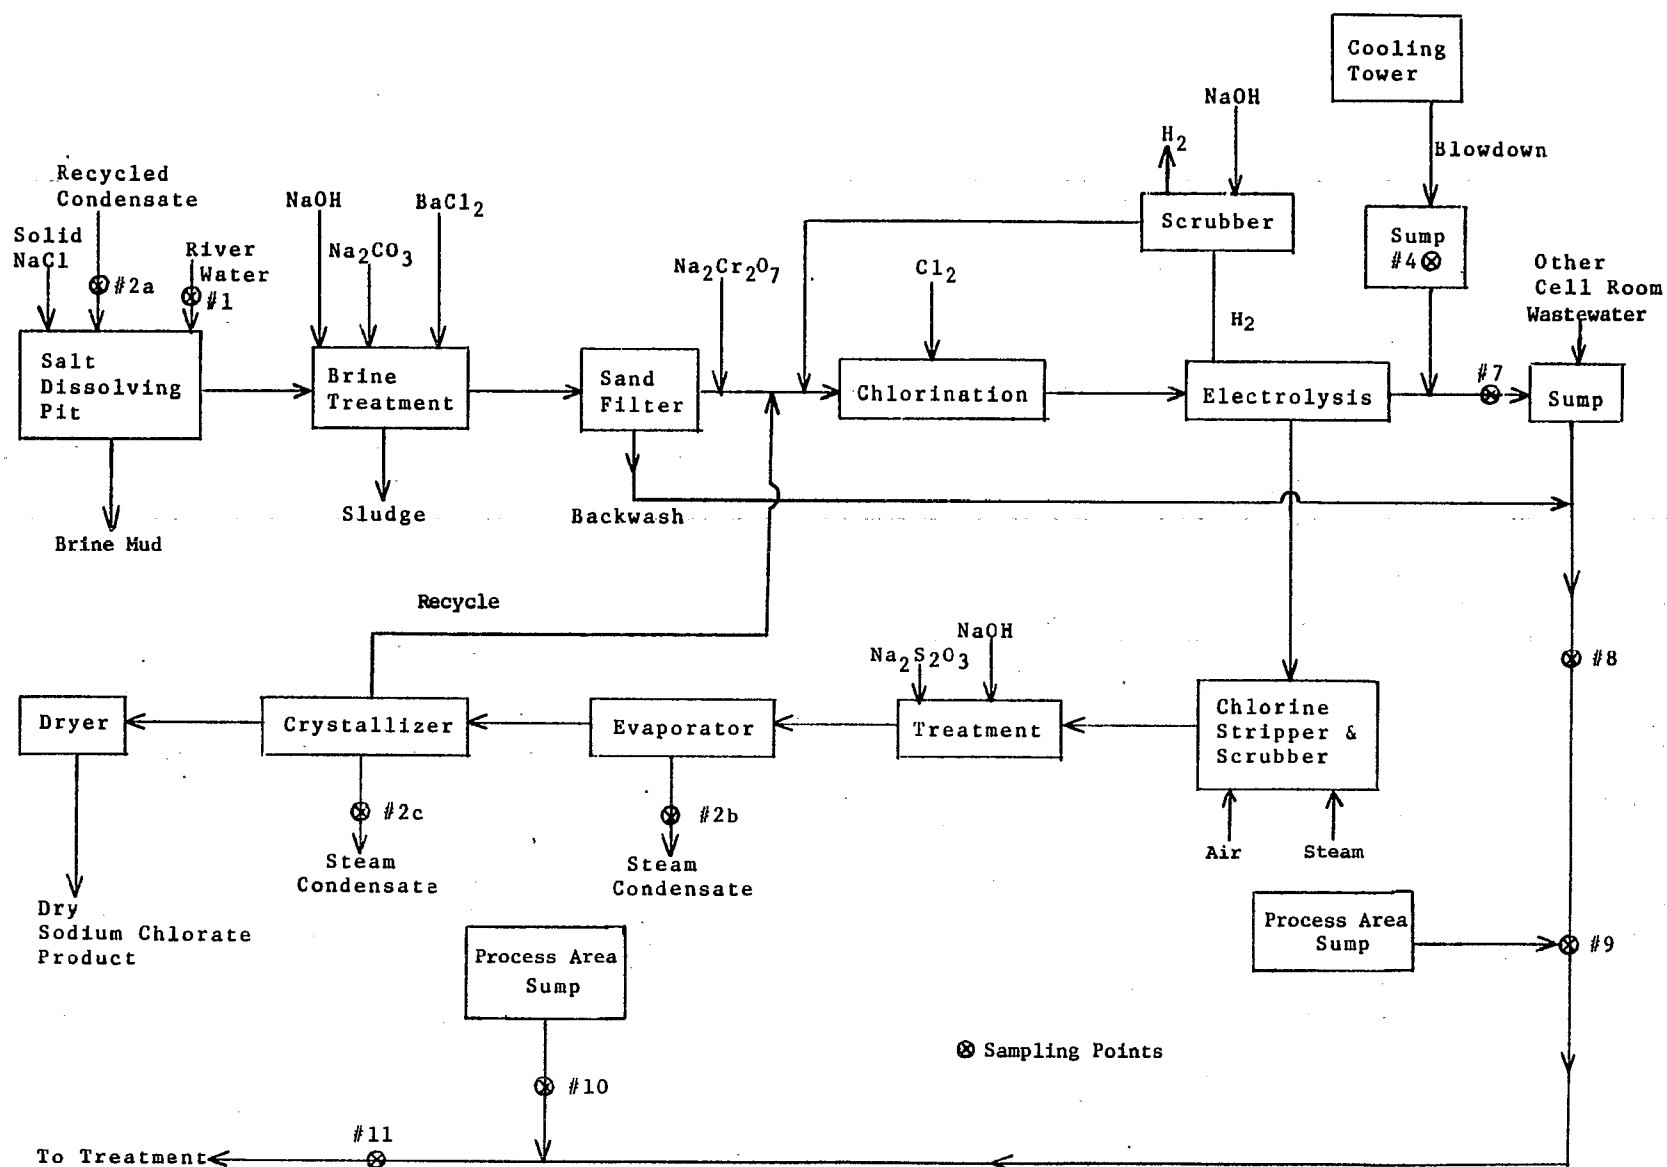 Cooling
Tower
Blowdown
Sump
#4
Other
Cell Room
Wastewater
#7
Sump
NaOH
H2
Scrubber
H2
Recycled
Condensate
Solid
NaCl
#2a
River
Water
#1
NaOH
Na2CO3
BaCl2
Na2Cr2O7
Cl2
Salt
Dissolving
Pit
Brine
Treatment
Sand
Filter
Chlorination
Electrolysis
Brine Mud
Sludge
Backwash
Recycle
#8
Na2S2O3
NaOH
Dryer
Crystallizer
Evaporator
Treatment
Chlorine
Stripper &
Scrubber
#2c
#2b
Steam
Condensate
Steam
Condensate
Air
Steam
Dry
Sodium Chlorate
Product
Process Area
Sump
Process Area
Sump
#9
#10
Sampling Points
#11
To Treatment